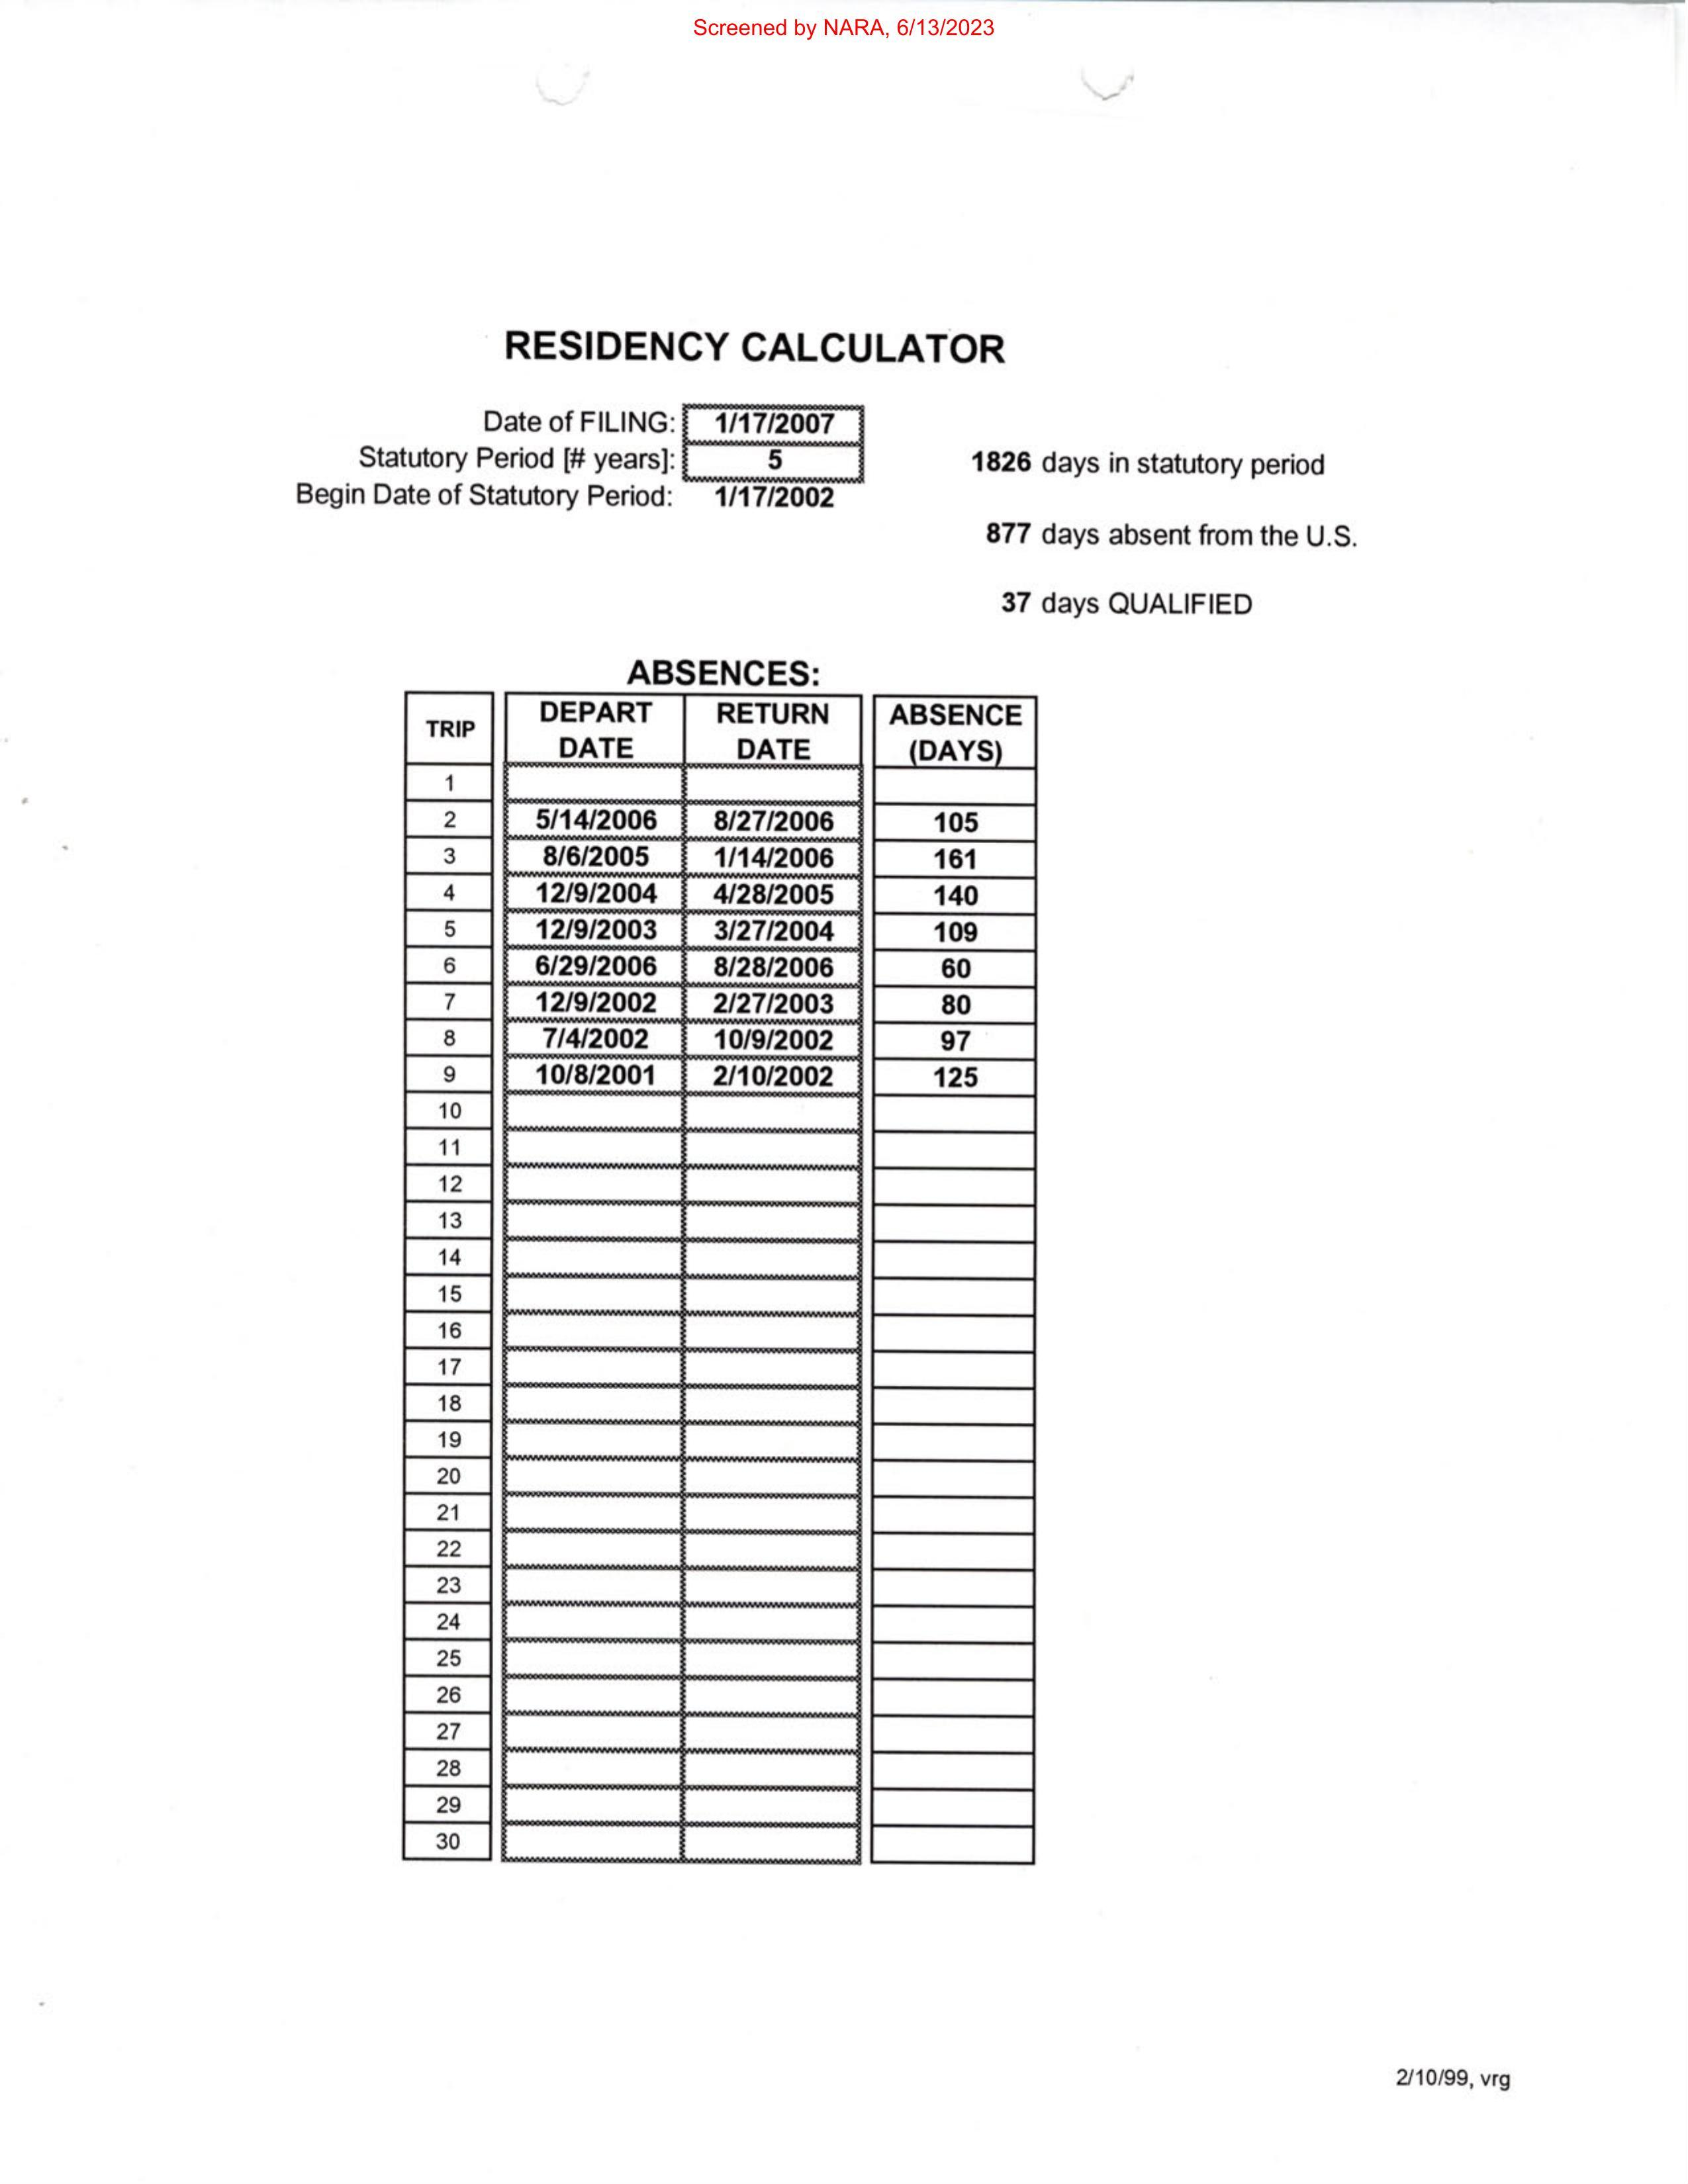 Screened by NARA, 6/13/2023
RESIDENCY CALCULATOR
Date of FILING: 1/17/2007
Statutory Period [# years]: 5
Begin Date of Statutory Period: 1/17/2002
1826 days in statutory period
877 days absent from the U.S.
37 days QUALIFIED
ABSENCES:
TRIP DEPART DATE RETURN DATE ABSENCE (DAYS)
1
2 5/14/2006 8/27/2006 105
3 8/6/2005 1/14/2006 161
4 12/9/2004 4/28/2005 140
5 12/9/2003 3/27/2004 109
6 6/29/2006 8/28/2006 60
7 12/9/2002 2/27/2003 80
8 7/4/2002 10/9/2002 97
9 10/8/2001 2/10/2002 125
10
11
12
13
14
15
16
17
18
19
20
21
22
23
24
25
26
27
28
29
30
2/10/99, vrg